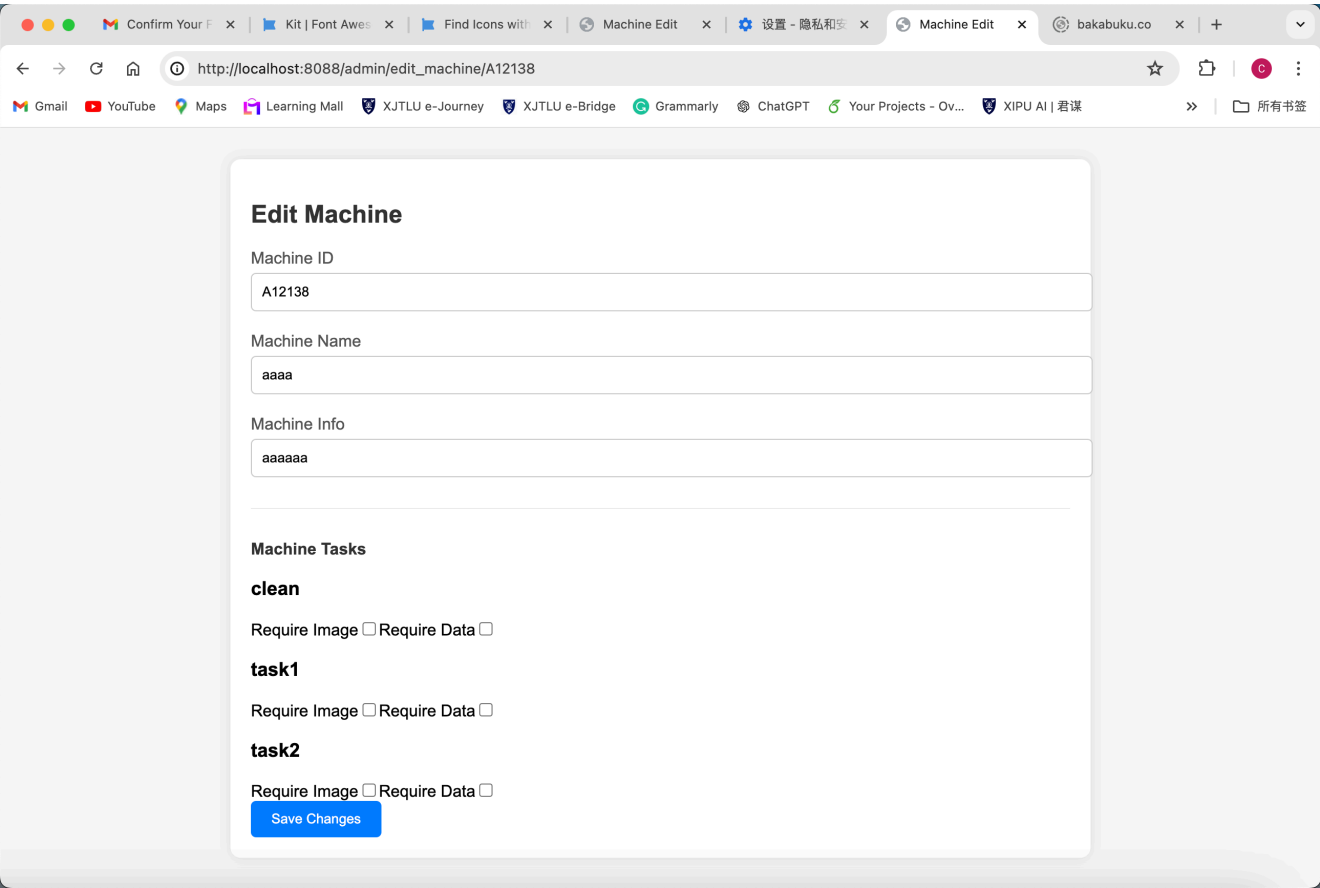 Confirm Your F Kit | Font Awes Find Icons with Machine Edit 设置 - 隐私和安 Machine Edit bakabuku.co
http://localhost:8088/admin/edit_machine/A12138 C
Gmail YouTube Maps Learning Mall XJTLU e-Journey XJTLU e-Bridge Grammarly ChatGPT Your Projects - Ov... XIPU AI | 君谋 » 所有书签
Edit Machine
Machine ID
A12138
Machine Name
aaaa
Machine Info
aaaaaa
Machine Tasks
clean
Require Image Require Data
task1
Require Image Require Data
task2
Require Image Require Data
Save Changes